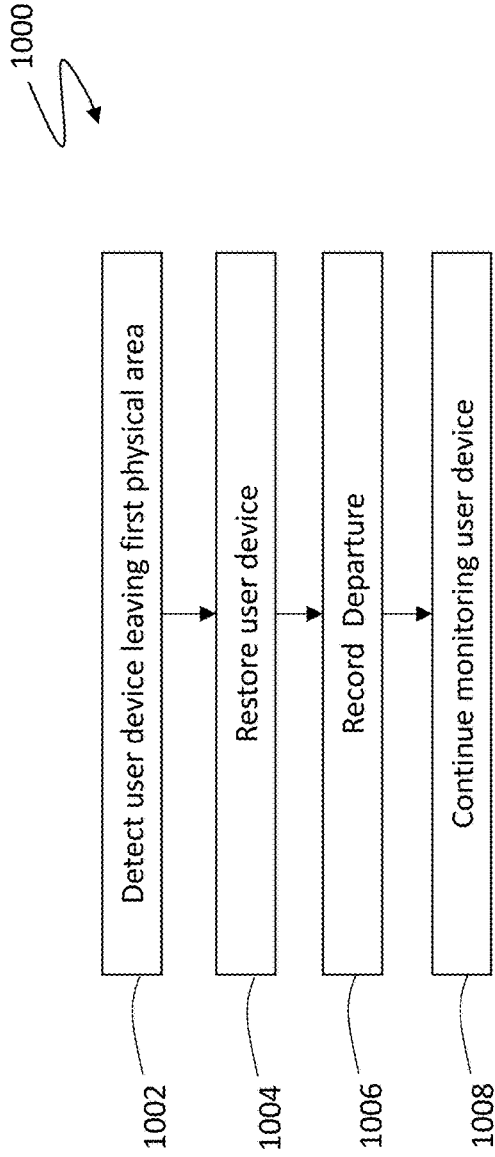 1000
1002
Detect user device leaving first physical area
1004
Restore user device
1006
Record Departure
1008
Continue monitoring user device